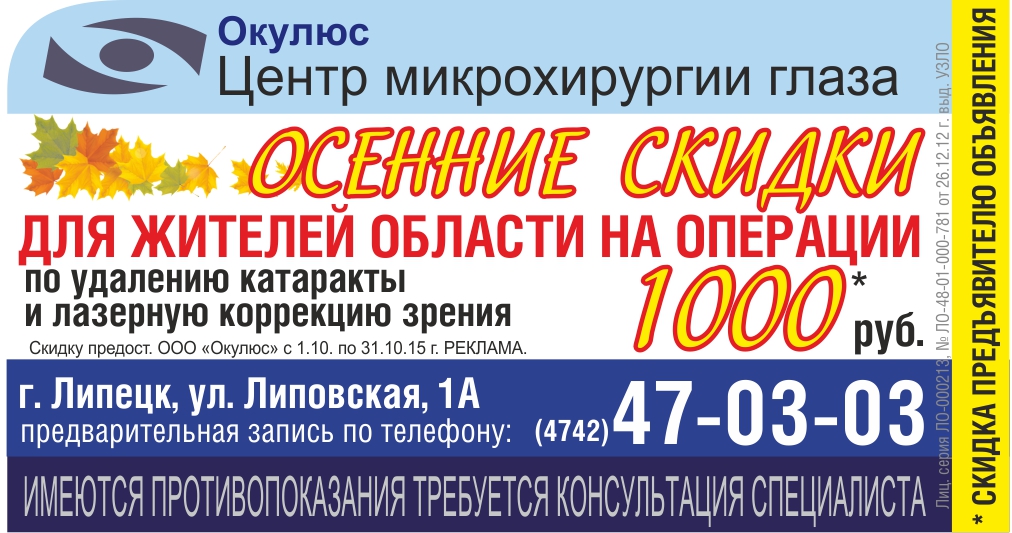 Окулюс
Центр микрохирургии глаза
ОСЕННИЕ СКИДКИ
ДЛЯ ЖИТЕЛЕЙ ОБЛАСТИ НА ОПЕРАЦИИ
по удалению катаракты
и лазерную коррекцию зрения
1000* руб.
Скидку предост. ООО «Окулюс» с 1.10. по 31.10.15 г. РЕКЛАМА.
г. Липецк, ул. Липовская, 1А
предварительная запись по телефону: (4742) 47-03-03
ИМЕЮТСЯ ПРОТИВОПОКАЗАНИЯ ТРЕБУЕТСЯ КОНСУЛЬТАЦИЯ СПЕЦИАЛИСТА
Лиц. серия ЛО-000213, № ЛО-48-01-000-781 от 26.12.12 г. выд. УЗЛО
* СКИДКА ПРЕДЪЯВИТЕЛЮ ОБЪЯВЛЕНИЯ